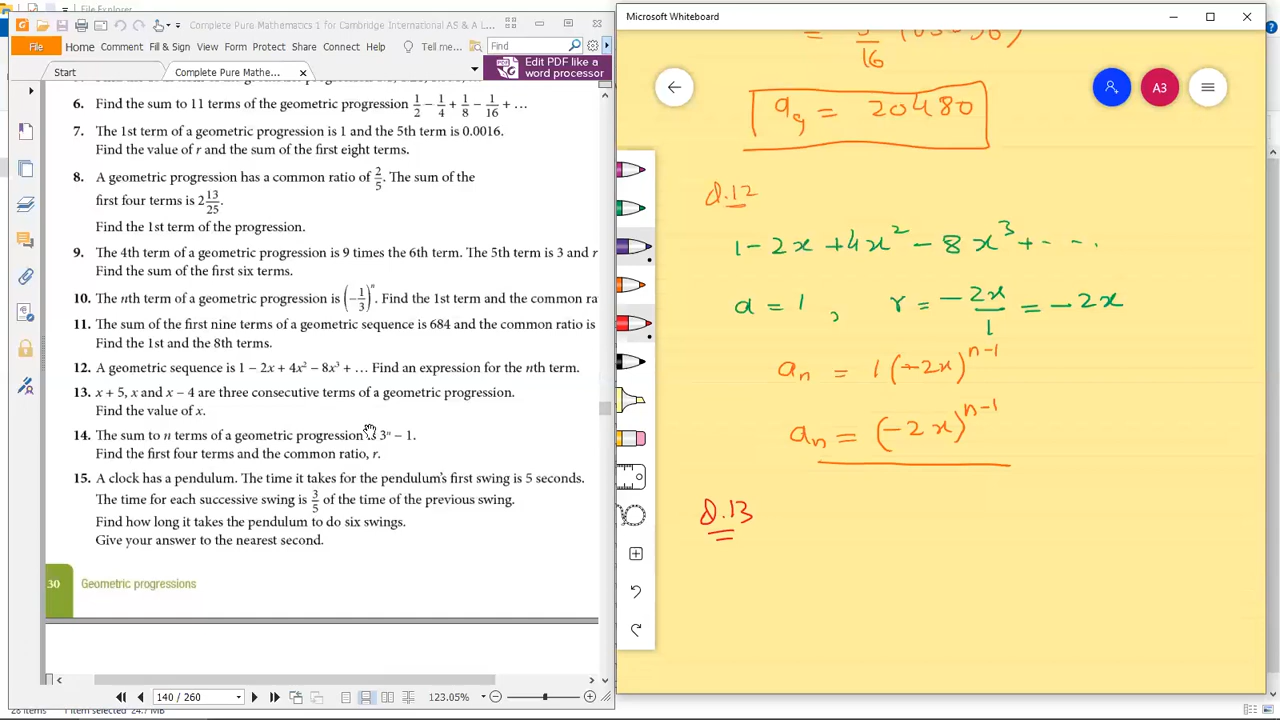 Complete Pure Mathematics 1 for Cambridge International AS & A L
File Home Comment Fill & Sign View Form Protect Share Connect Help Tell me... Find
Start Complete Pure Mathe...
Edit PDF like a
word processor
6. Find the sum to 11 terms of the geometric progression 1/2 − 1/4 + 1/8 − 1/16 + …
7. The 1st term of a geometric progression is 1 and the 5th term is 0.0016.
Find the value of r and the sum of the first eight terms.
8. A geometric progression has a common ratio of 2/5. The sum of the
first four terms is 2 13/25.
Find the 1st term of the progression.
9. The 4th term of a geometric progression is 9 times the 6th term. The 5th term is 3 and r
Find the sum of the first six terms.
10. The nth term of a geometric progression is (−1/3)ⁿ. Find the 1st term and the common ra
11. The sum of the first nine terms of a geometric sequence is 684 and the common ratio is
Find the 1st and the 8th terms.
12. A geometric sequence is 1 − 2x + 4x² − 8x³ + … Find an expression for the nth term.
13. x + 5, x and x − 4 are three consecutive terms of a geometric progression.
Find the value of x.
14. The sum to n terms of a geometric progression is 3ⁿ − 1.
Find the first four terms and the common ratio, r.
15. A clock has a pendulum. The time it takes for the pendulum's first swing is 5 seconds.
The time for each successive swing is 3/5 of the time of the previous swing.
Find how long it takes the pendulum to do six swings.
Give your answer to the nearest second.
30 Geometric progressions
140 / 260
123.05%
Microsoft Whiteboard
A3
16
a₉ = 20480
Q.12
1 − 2x + 4x² − 8x³ + - - - .
a = 1 , r = −2x/1 = −2x
aₙ = 1(−2x)ⁿ⁻¹
aₙ = (−2x)ⁿ⁻¹
Q.13